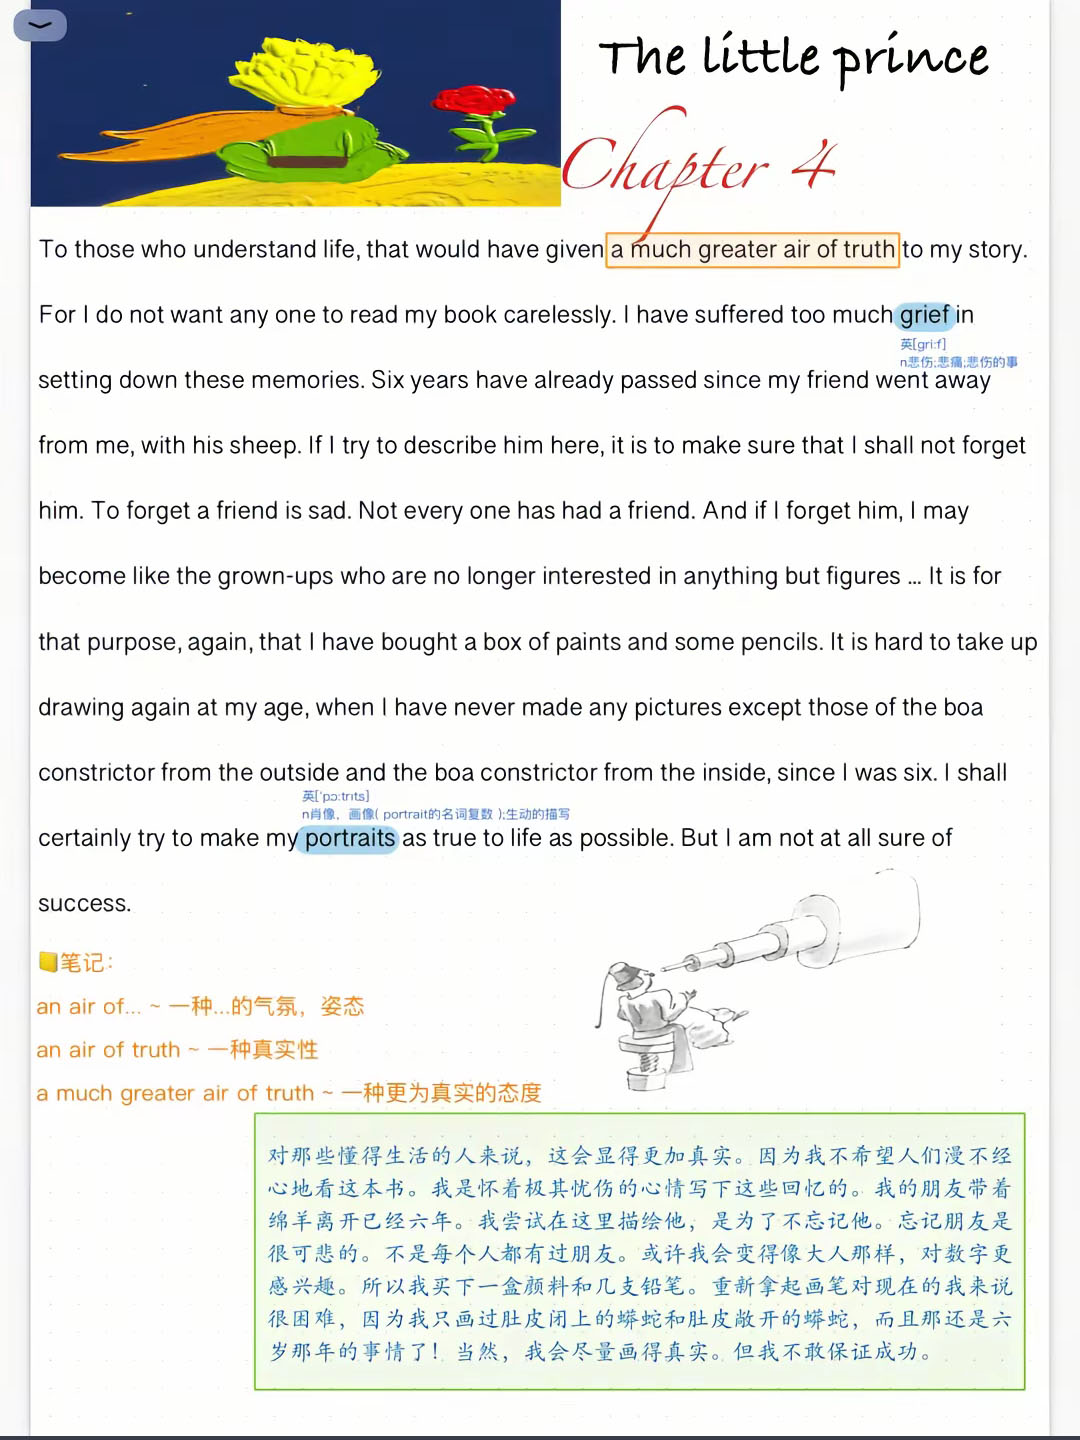 The little prince
Chapter 4
To those who understand life, that would have given a much greater air of truth to my story.
For I do not want any one to read my book carelessly. I have suffered too much grief in
英[gri:f]
n悲伤;悲痛;悲伤的事
setting down these memories. Six years have already passed since my friend went away
from me, with his sheep. If I try to describe him here, it is to make sure that I shall not forget
him. To forget a friend is sad. Not every one has had a friend. And if I forget him, I may
become like the grown-ups who are no longer interested in anything but figures ... It is for
that purpose, again, that I have bought a box of paints and some pencils. It is hard to take up
drawing again at my age, when I have never made any pictures except those of the boa
constrictor from the outside and the boa constrictor from the inside, since I was six. I shall
英['pɔ:trɪts]
n肖像，画像( portrait的名词复数 );生动的描写
certainly try to make my portraits as true to life as possible. But I am not at all sure of
success.
笔记：
an air of... ~ 一种...的气氛，姿态
an air of truth ~ 一种真实性
a much greater air of truth ~ 一种更为真实的态度
对那些懂得生活的人来说，这会显得更加真实。因为我不希望人们漫不经
心地看这本书。我是怀着极其忧伤的心情写下这些回忆的。我的朋友带着
绵羊离开已经六年。我尝试在这里描绘他，是为了不忘记他。忘记朋友是
很可悲的。不是每个人都有过朋友。或许我会变得像大人那样，对数字更
感兴趣。所以我买下一盒颜料和几支铅笔。重新拿起画笔对现在的我来说
很困难，因为我只画过肚皮闭上的蟒蛇和肚皮敞开的蟒蛇，而且那还是六
岁那年的事情了！当然，我会尽量画得真实。但我不敢保证成功。